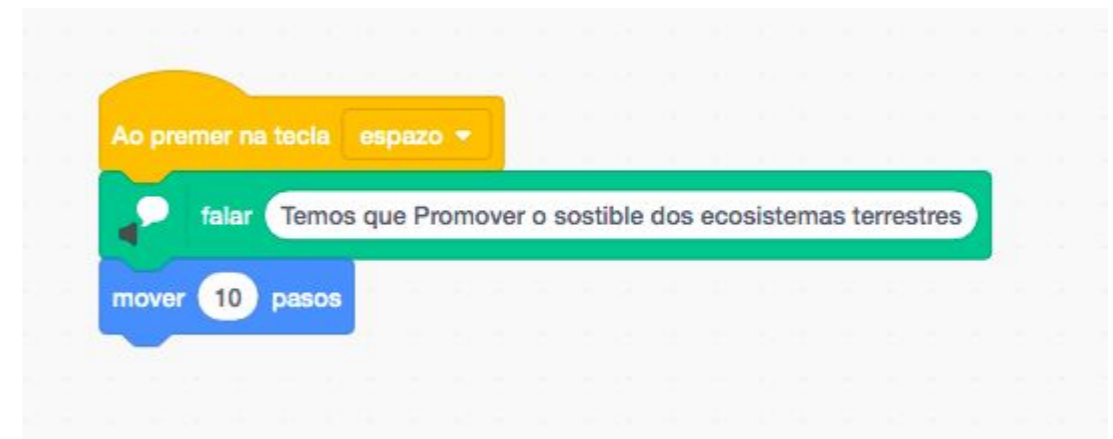 Ao premer na tecla espazo
falar Temos que Promover o sostible dos ecosistemas terrestres
mover 10 pasos